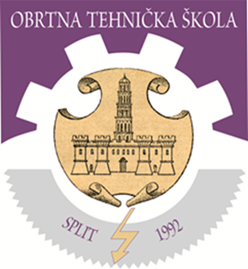 OBRTNA TEHNIČKA ŠKOLA
SPLIT 1992